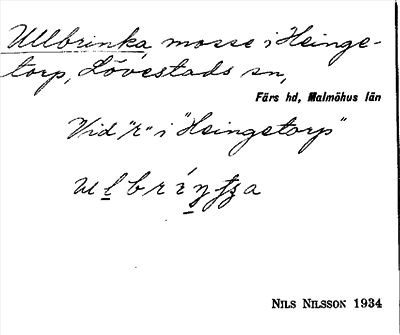 Ullbrinka, mosse i Heinge-
torp, Lövestads sn,
Färs hd, Malmöhus län
Vid "r" i "Heingetorp"
NILS NILSSON 1934